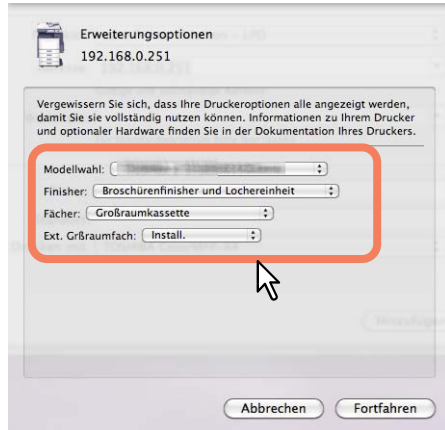 Erweiterungsoptionen
192.168.0.251
Vergewissern Sie sich, dass Ihre Druckeroptionen alle angezeigt werden,
damit Sie sie vollständig nutzen können. Informationen zu Ihrem Drucker
und optionaler Hardware finden Sie in der Dokumentation Ihres Druckers.
Modellwahl:
Finisher: Broschürenfinisher und Lochereinheit
Fächer: Großraumkassette
Ext. Grßraumfach: Install.
Abbrechen Fortfahren